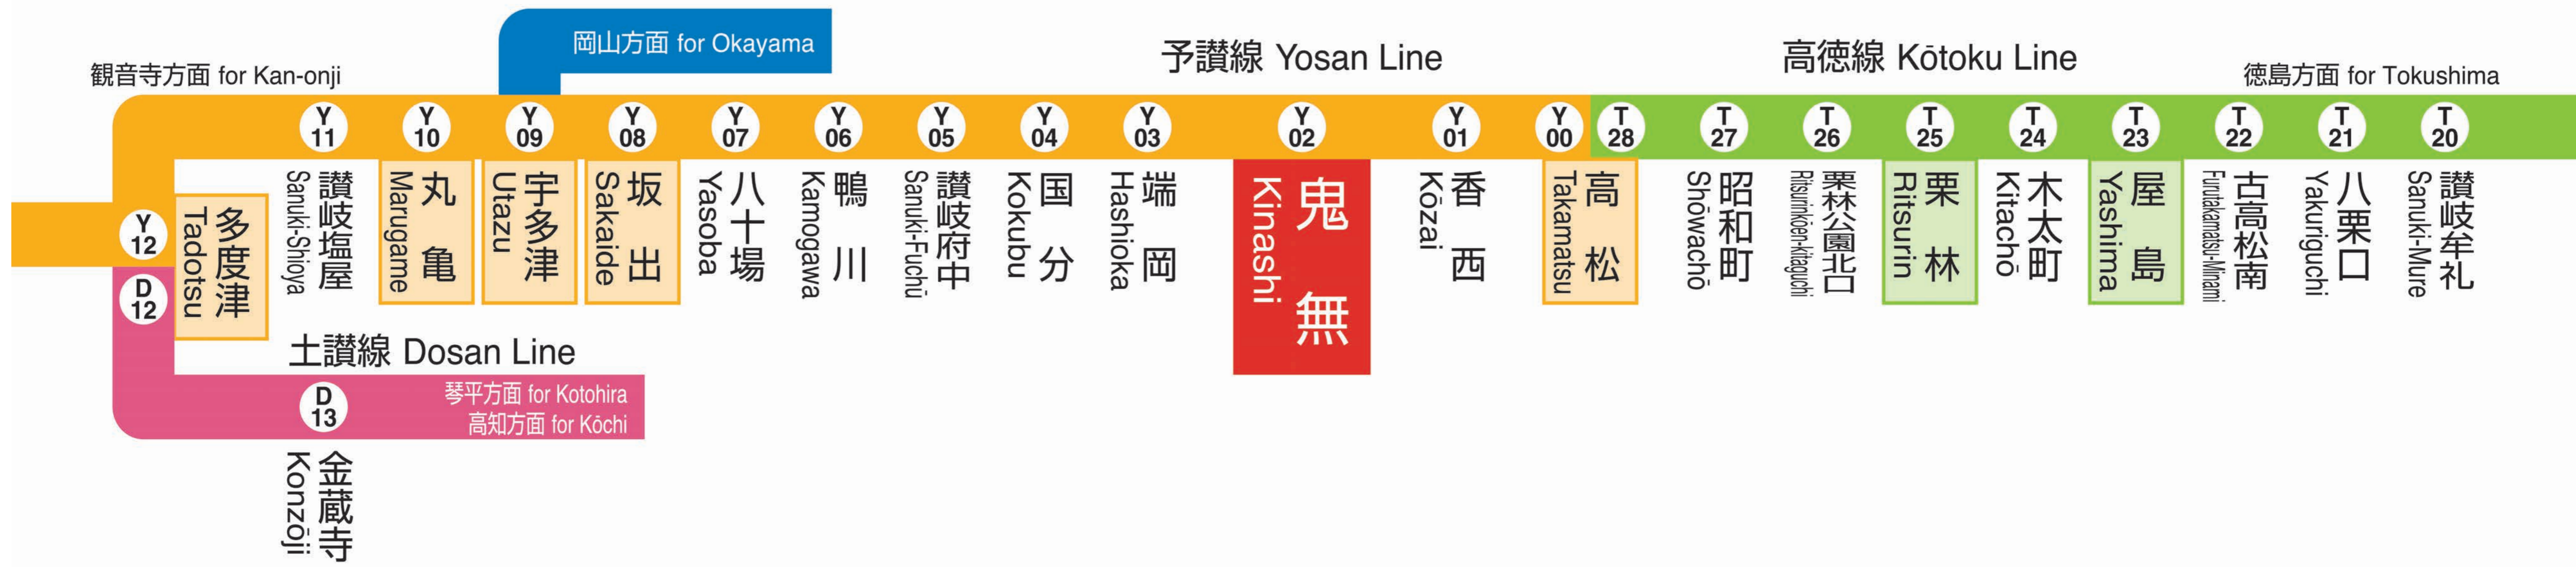 岡山方面 for Okayama
予讃線 Yosan Line
高徳線 Kōtoku Line
観音寺方面 for Kan-onji
徳島方面 for Tokushima
Y 11
Y 10
Y 09
Y 08
Y 07
Y 06
Y 05
Y 04
Y 03
Y 02
Y 01
Y 00
T 28
T 27
T 26
T 25
T 24
T 23
T 22
T 21
T 20
讃岐塩屋
Sanuki-Shioya
丸亀
Marugame
宇多津
Utazu
坂出
Sakaide
八十場
Yasoba
鴨川
Kamogawa
讃岐府中
Sanuki-Fuchū
国分
Kokubu
端岡
Hashioka
鬼無
Kinashi
香西
Kōzai
高松
Takamatsu
昭和町
Shōwachō
栗林公園北口
Ritsurinkōen-kitaguchi
栗林
Ritsurin
木太町
Kitachō
屋島
Yashima
古高松南
Furutakamatsu-Minami
八栗口
Yakuriguchi
讃岐牟礼
Sanuki-Mure
Y 12
D 12
多度津
Tadotsu
土讃線 Dosan Line
D 13
琴平方面 for Kotohira
高知方面 for Kōchi
金蔵寺
Konzōji